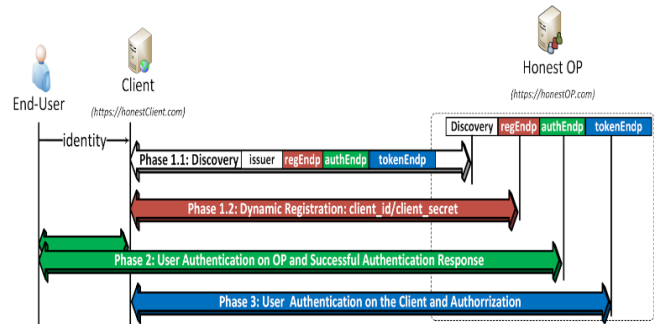 Honest OP
Client
End-User
(https://honestClient.com)
(https://honestOP.com)
Discovery regEndp authEndp tokenEndp
identity
Phase 1.1: Discovery issuer regEndp authEndp tokenEndp
Phase 1.2: Dynamic Registration: client_id/client_secret
Phase 2: User Authentication on OP and Successful Authentication Response
Phase 3: User Authentication on the Client and Authorrization